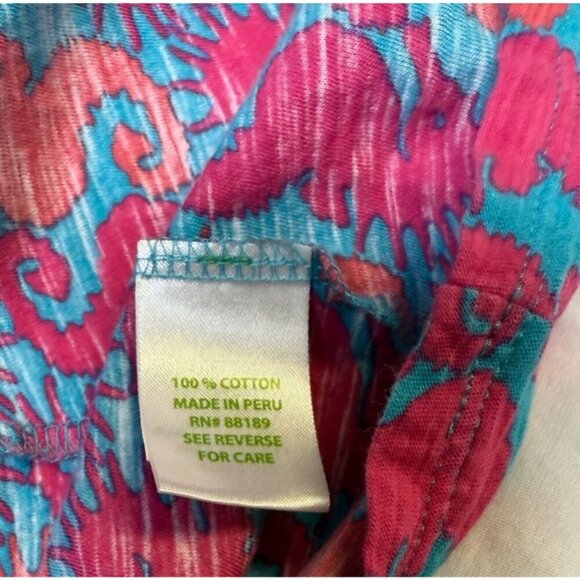 100 % COTTON
MADE IN PERU
RN# 88189
SEE REVERSE
FOR CARE